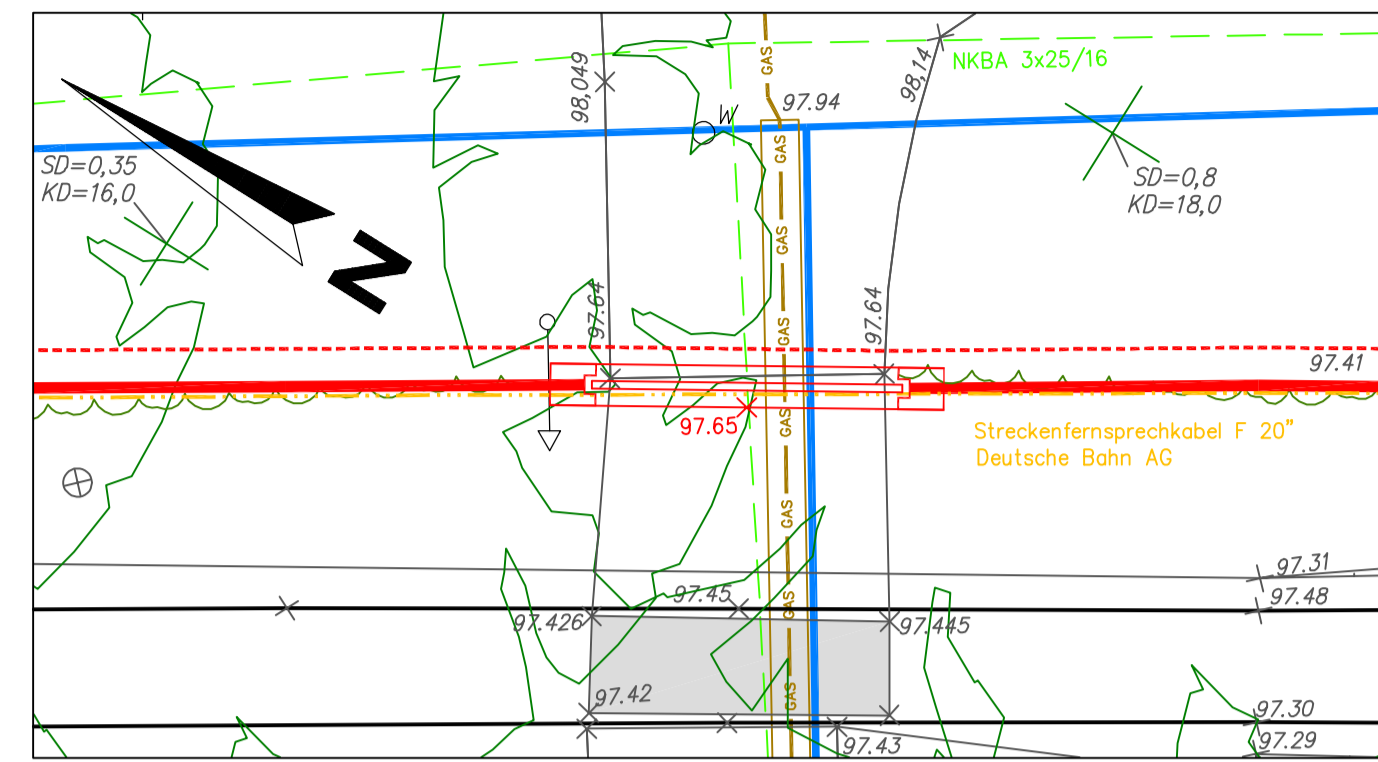 98,049
GAS
97.94
98,14
NKBA 3x25/16
W
GAS
SD=0,35
KD=16,0
SD=0,8
KD=18,0
GAS
N
97.64
GAS
97.64
97.41
97.65
GAS
Streckenfernsprechkabel F 20"
Deutsche Bahn AG
GAS
97.31
97.45
GAS
97.48
97.426
97.445
97.42
GAS
97.30
97.43
97.29